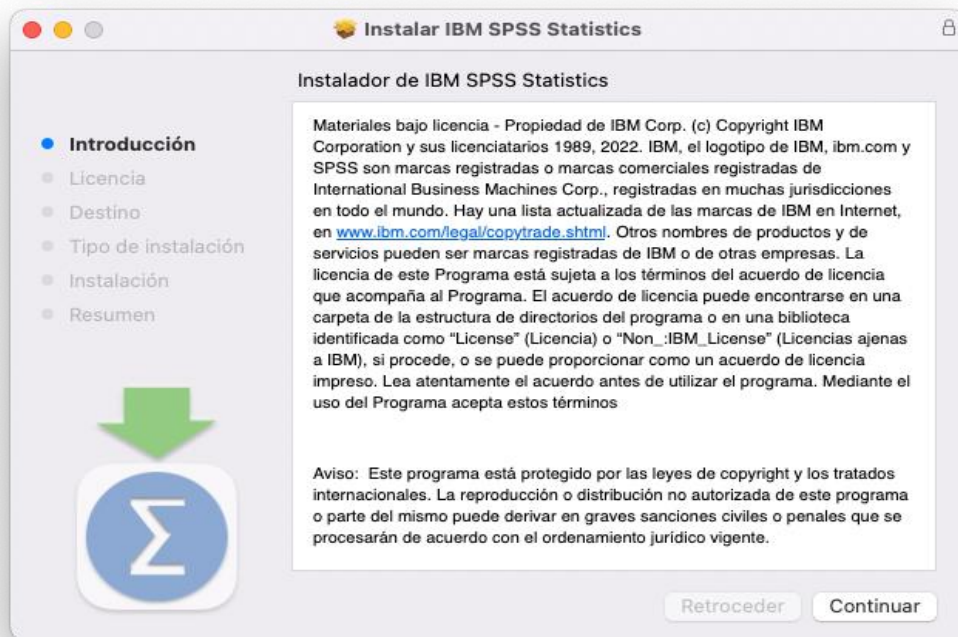 Instalar IBM SPSS Statistics
Instalador de IBM SPSS Statistics
Introducción
Licencia
Destino
Tipo de instalación
Instalación
Resumen
Materiales bajo licencia - Propiedad de IBM Corp. (c) Copyright IBM
Corporation y sus licenciatarios 1989, 2022. IBM, el logotipo de IBM, ibm.com y
SPSS son marcas registradas o marcas comerciales registradas de
International Business Machines Corp., registradas en muchas jurisdicciones
en todo el mundo. Hay una lista actualizada de las marcas de IBM en Internet,
en www.ibm.com/legal/copytrade.shtml. Otros nombres de productos y de
servicios pueden ser marcas registradas de IBM o de otras empresas. La
licencia de este Programa está sujeta a los términos del acuerdo de licencia
que acompaña al Programa. El acuerdo de licencia puede encontrarse en una
carpeta de la estructura de directorios del programa o en una biblioteca
identificada como “License” (Licencia) o “Non_:IBM_License” (Licencias ajenas
a IBM), si procede, o se puede proporcionar como un acuerdo de licencia
impreso. Lea atentamente el acuerdo antes de utilizar el programa. Mediante el
uso del Programa acepta estos términos
Aviso: Este programa está protegido por las leyes de copyright y los tratados
internacionales. La reproducción o distribución no autorizada de este programa
o parte del mismo puede derivar en graves sanciones civiles o penales que se
procesarán de acuerdo con el ordenamiento jurídico vigente.
Σ
Retroceder Continuar